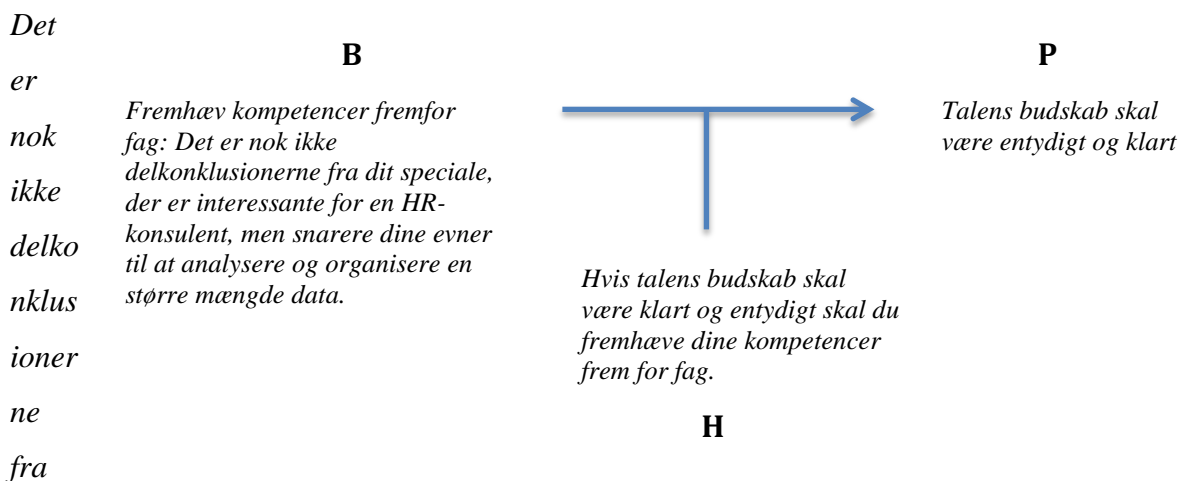 Det
er
nok
ikke
delko
nklus
ioner
ne
fra
B
Fremhæv kompetencer fremfor
fag: Det er nok ikke
delkonklusionerne fra dit speciale,
der er interessante for en HR-
konsulent, men snarere dine evner
til at analysere og organisere en
større mængde data.
P
Talens budskab skal
være entydigt og klart
Hvis talens budskab skal
være klart og entydigt skal du
fremhæve dine kompetencer
frem for fag.
H